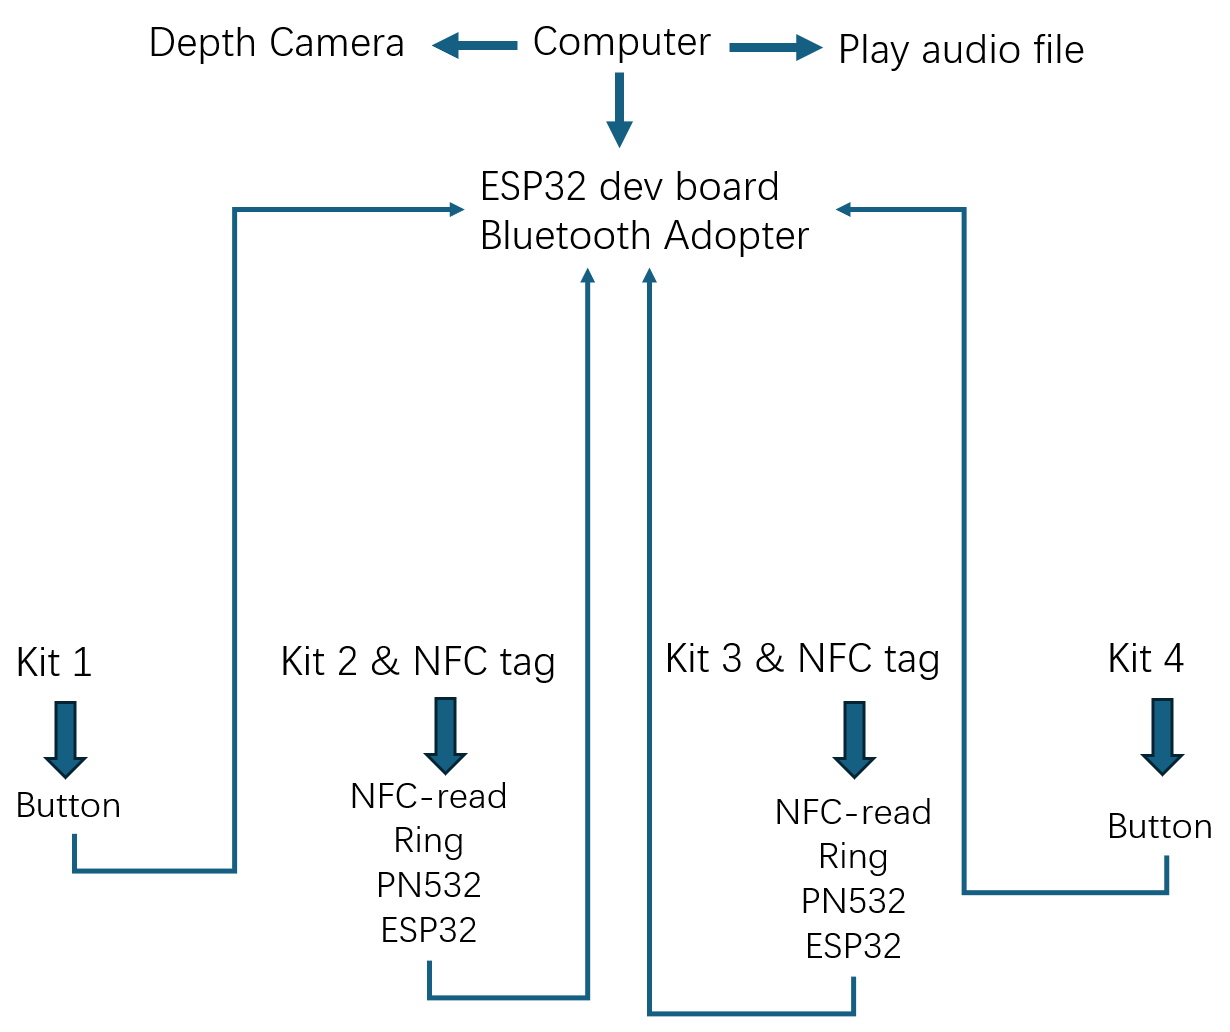 Depth Camera
Computer
Play audio file
ESP32 dev board
Bluetooth Adopter
Kit 1
Button
Kit 2 & NFC tag
NFC-read
Ring
PN532
ESP32
Kit 3 & NFC tag
NFC-read
Ring
PN532
ESP32
Kit 4
Button